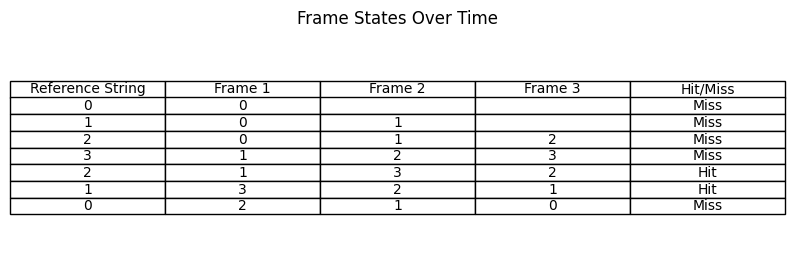 Frame States Over Time
Reference String Frame 1 Frame 2 Frame 3 Hit/Miss
0 0 Miss
1 0 1 Miss
2 0 1 2 Miss
3 1 2 3 Miss
2 1 3 2 Hit
1 3 2 1 Hit
0 2 1 0 Miss